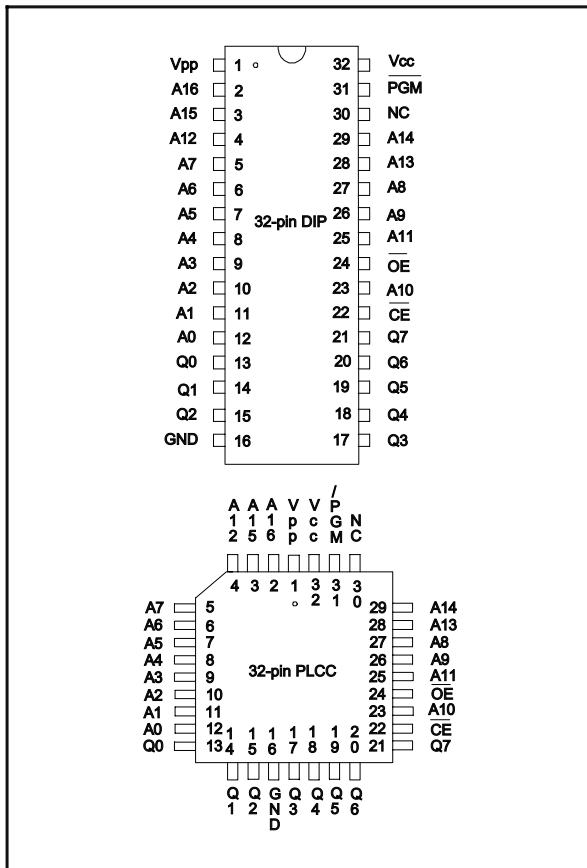 Vpp 1 32 Vcc
A16 2 31 P̅G̅M̅
A15 3 30 NC
A12 4 29 A14
A7 5 28 A13
A6 6 27 A8
A5 7 26 A9
32-pin DIP
A4 8 25 A11
A3 9 24 O̅E̅
A2 10 23 A10
A1 11 22 C̅E̅
A0 12 21 Q7
Q0 13 20 Q6
Q1 14 19 Q5
Q2 15 18 Q4
GND 16 17 Q3
A12 A15 A16 Vpp Vcc /PGM NC
4 3 2 1 32 31 30
A7 5 29 A14
A6 6 28 A13
A5 7 27 A8
A4 8 26 A9
32-pin PLCC
A3 9 25 A11
A2 10 24 O̅E̅
A1 11 23 A10
A0 12 22 C̅E̅
Q0 13 21 Q7
14 15 16 17 18 19 20
Q1 Q2 GND Q3 Q4 Q5 Q6